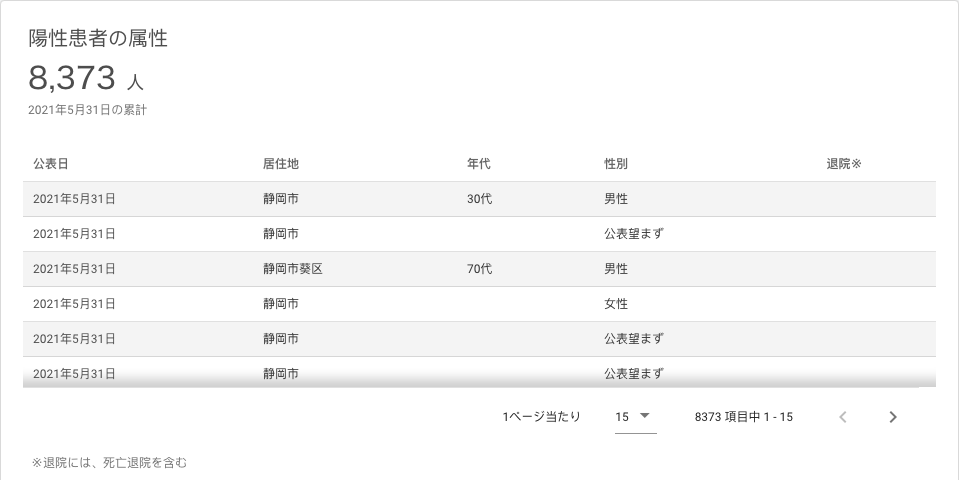 陽性患者の属性
8,373 人
2021年5月31日の累計
公表日 居住地 年代 性別 退院※
2021年5月31日 静岡市 30代 男性
2021年5月31日 静岡市 公表望まず
2021年5月31日 静岡市葵区 70代 男性
2021年5月31日 静岡市 女性
2021年5月31日 静岡市 公表望まず
2021年5月31日 静岡市 公表望まず
1ページ当たり 15 8373 項目中 1 - 15
※退院には、死亡退院を含む